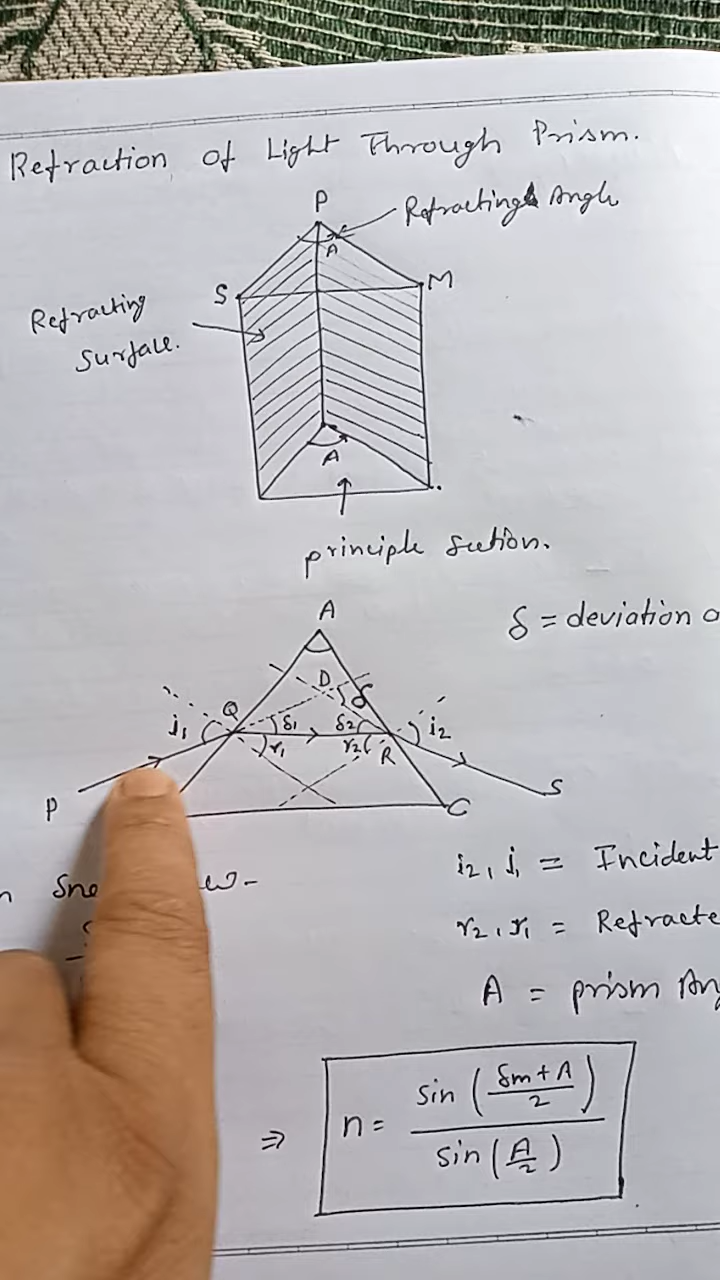 Refraction of Light Through Prism.
P
Refracting Angle
A
S
M
Refracting
Surface.
A
principle Section.
A
δ = deviation
D
δ
Q
i1
δ1
δ2
i2
r1
r2
R
P
S
C
i2, i1 = Incident
r2, r1 = Refracte
A = prism An
⇒ n = sin (δm+A/2) / sin (A/2)